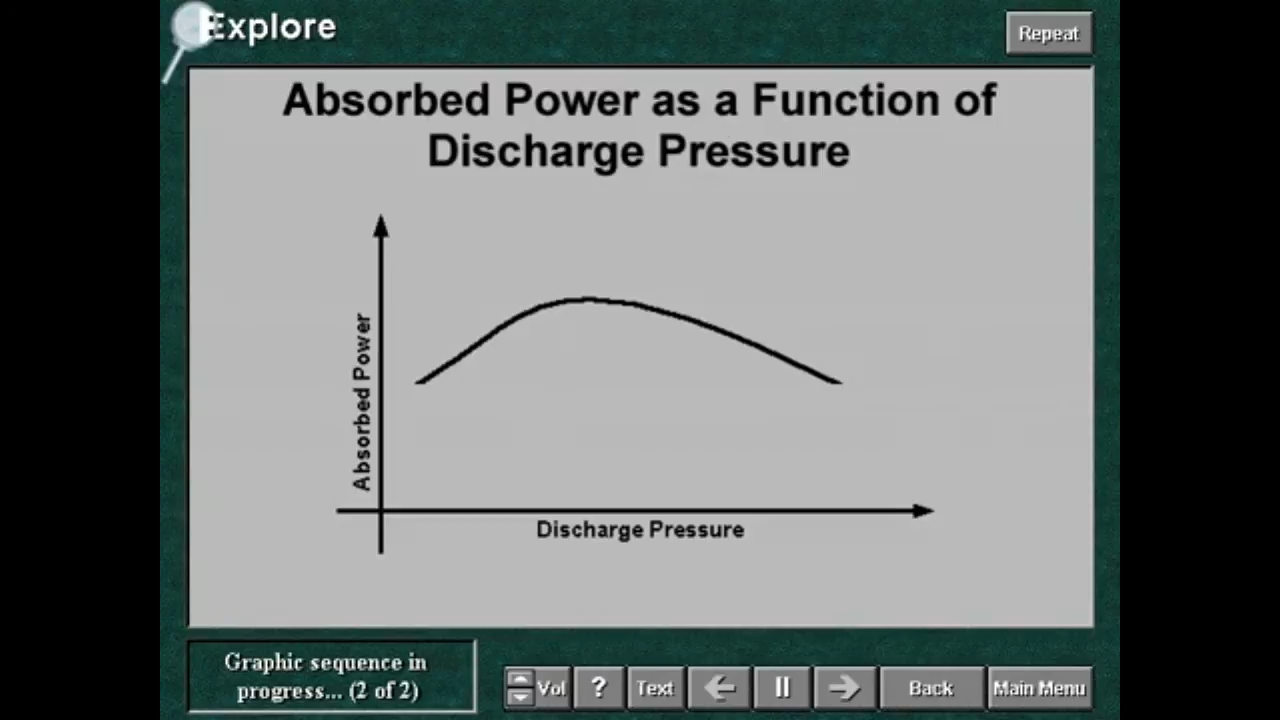 Explore
Repeat
Absorbed Power as a Function of
Discharge Pressure
Absorbed Power
Discharge Pressure
Graphic sequence in
progress... (2 of 2)
Vol
?
Text
Back
Main Menu